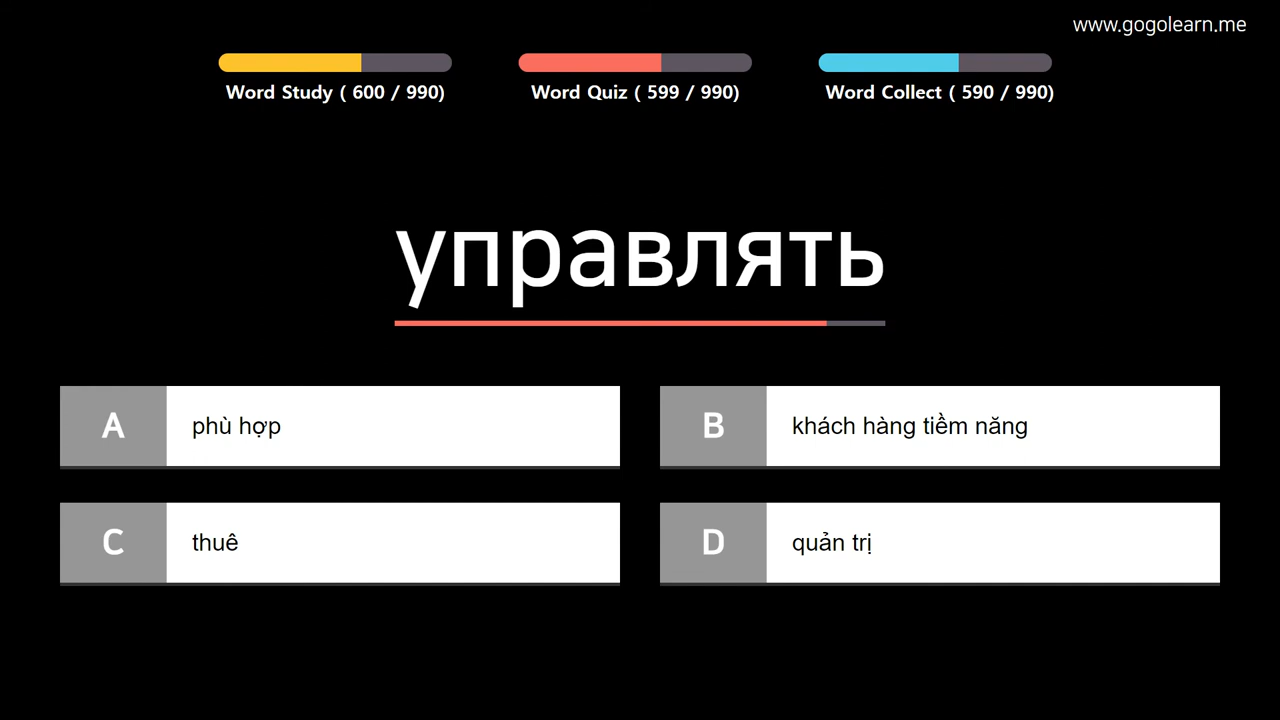 www.gogolearn.me
Word Study ( 600 / 990)
Word Quiz ( 599 / 990)
Word Collect ( 590 / 990)
управлять
A phù hợp
B khách hàng tiềm năng
C thuê
D quản trị